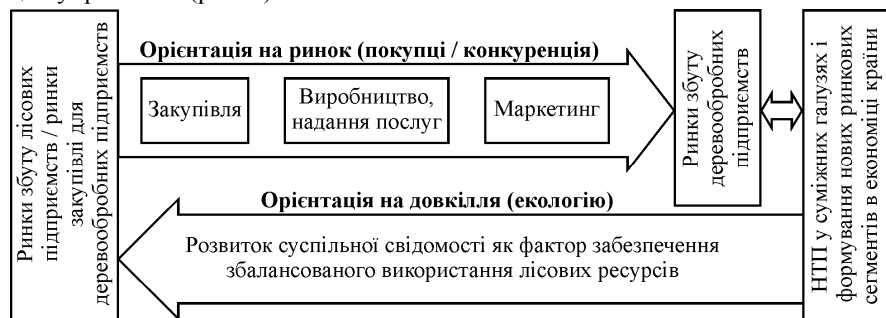 Ринки збуту лісових
підприємств / ринки
закупівлі для
деревообробних підприємств
Орієнтація на ринок (покупці / конкуренція)
Закупівля
Виробництво,
надання послуг
Маркетинг
Ринки збуту
деревообробних
підприємств
НТП у суміжних галузях і
формування нових ринкових
сегментів в економіці країни
Орієнтація на довкілля (екологію)
Розвиток суспільної свідомості як фактор забезпечення
збалансованого використання лісових ресурсів